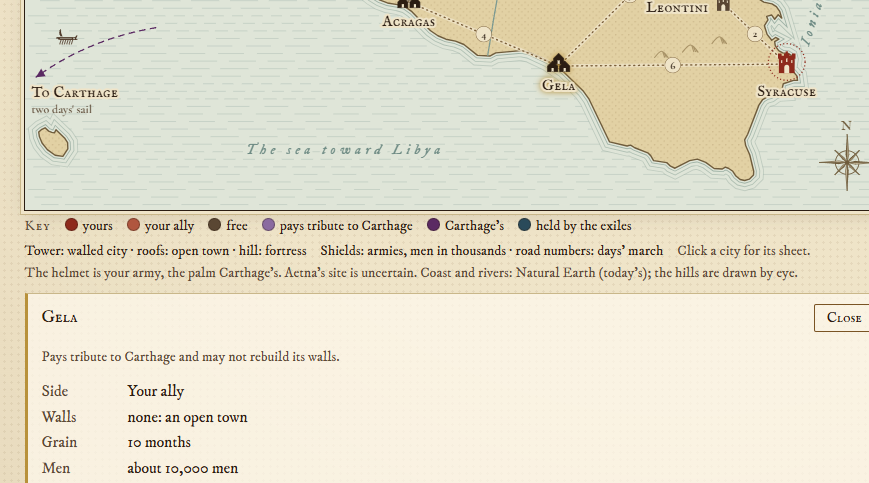 Leontini
Acragas
4
2
Ionia
6
Gela
Syracuse
To Carthage
two days' sail
N
The sea toward Libya
Key yours your ally free pays tribute to Carthage Carthage's held by the exiles
Tower: walled city · roofs: open town · hill: fortress Shields: armies, men in thousands · road numbers: days' march Click a city for its sheet.
The helmet is your army, the palm Carthage's. Aetna's site is uncertain. Coast and rivers: Natural Earth (today's); the hills are drawn by eye.
Gela
Close
Pays tribute to Carthage and may not rebuild its walls.
Side Your ally
Walls none: an open town
Grain 10 months
Men about 10,000 men